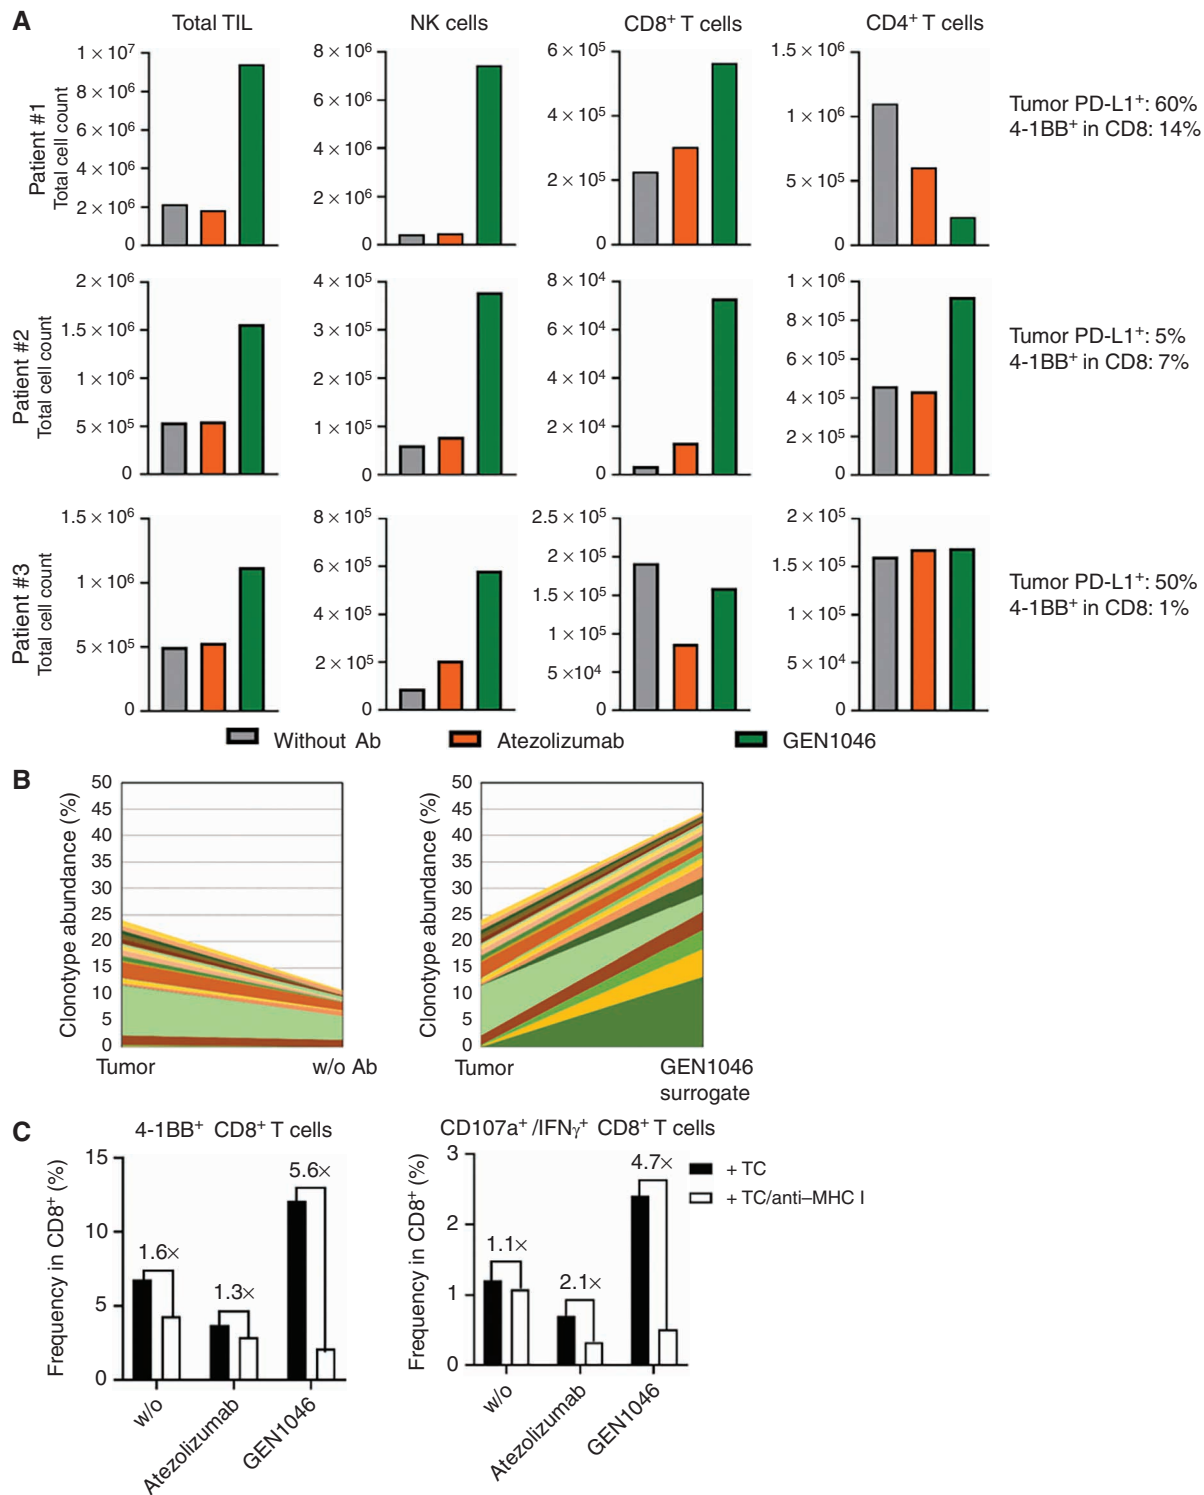 A
Total TIL
NK cells
CD8⁺ T cells
CD4⁺ T cells
Patient #1
Total cell count
1 × 10⁷
8 × 10⁶
6 × 10⁶
4 × 10⁶
2 × 10⁶
0
8 × 10⁶
6 × 10⁶
4 × 10⁶
2 × 10⁶
0
6 × 10⁵
4 × 10⁵
2 × 10⁵
0
1.5 × 10⁶
1 × 10⁶
5 × 10⁵
0
Tumor PD-L1⁺: 60%
4-1BB⁺ in CD8: 14%
Patient #2
Total cell count
2 × 10⁶
1.5 × 10⁶
1 × 10⁶
5 × 10⁵
0
4 × 10⁵
3 × 10⁵
2 × 10⁵
1 × 10⁵
0
8 × 10⁴
6 × 10⁴
4 × 10⁴
2 × 10⁴
0
1 × 10⁶
8 × 10⁵
6 × 10⁵
4 × 10⁵
2 × 10⁵
0
Tumor PD-L1⁺: 5%
4-1BB⁺ in CD8: 7%
Patient #3
Total cell count
1.5 × 10⁶
1 × 10⁶
5 × 10⁵
0
8 × 10⁵
6 × 10⁵
4 × 10⁵
2 × 10⁵
0
2.5 × 10⁵
2 × 10⁵
1.5 × 10⁵
1 × 10⁵
5 ×10⁴
0
2 × 10⁵
1.5 × 10⁵
1 × 10⁵
5 × 10⁴
0
Tumor PD-L1⁺: 50%
4-1BB⁺ in CD8: 1%
Without Ab
Atezolizumab
GEN1046
B
Clonotype abundance (%)
50
45
40
35
30
25
20
15
10
5
0
Tumor
w/o Ab
Clonotype abundance (%)
50
45
40
35
30
25
20
15
10
5
0
Tumor
GEN1046
surrogate
C
4-1BB⁺ CD8⁺ T cells
Frequency in CD8⁺ (%)
15
10
5
0
1.6×
1.3×
5.6×
w/o
Atezolizumab
GEN1046
CD107a⁺/IFNγ⁺ CD8⁺ T cells
Frequency in CD8⁺ (%)
3
2
1
0
1.1×
2.1×
4.7×
w/o
Atezolizumab
GEN1046
+ TC
+ TC/anti–MHC I